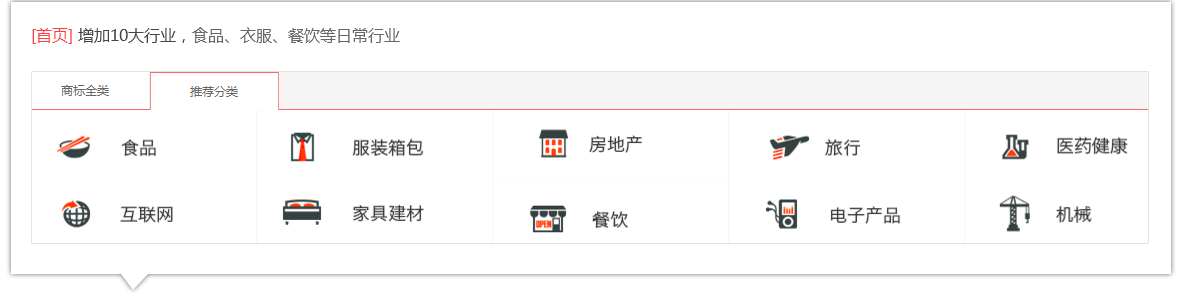 [首页] 增加10大行业，食品、衣服、餐饮等日常行业
商标全类 推荐分类
食品 服装箱包 房地产 旅行 医药健康
互联网 家具建材 OPEN 餐饮 电子产品 机械